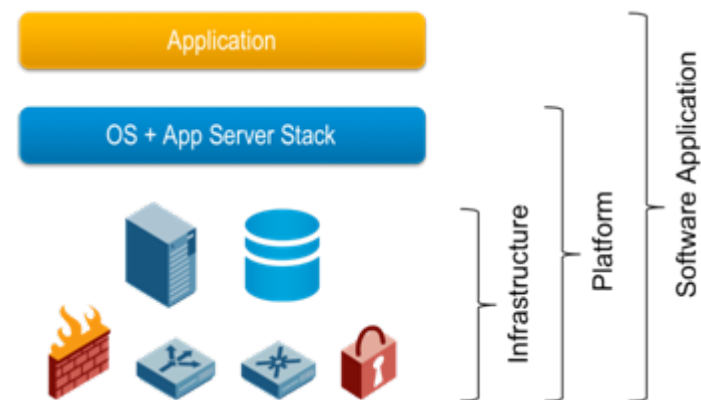 Application
OS + App Server Stack
Infrastructure
Platform
Software Application